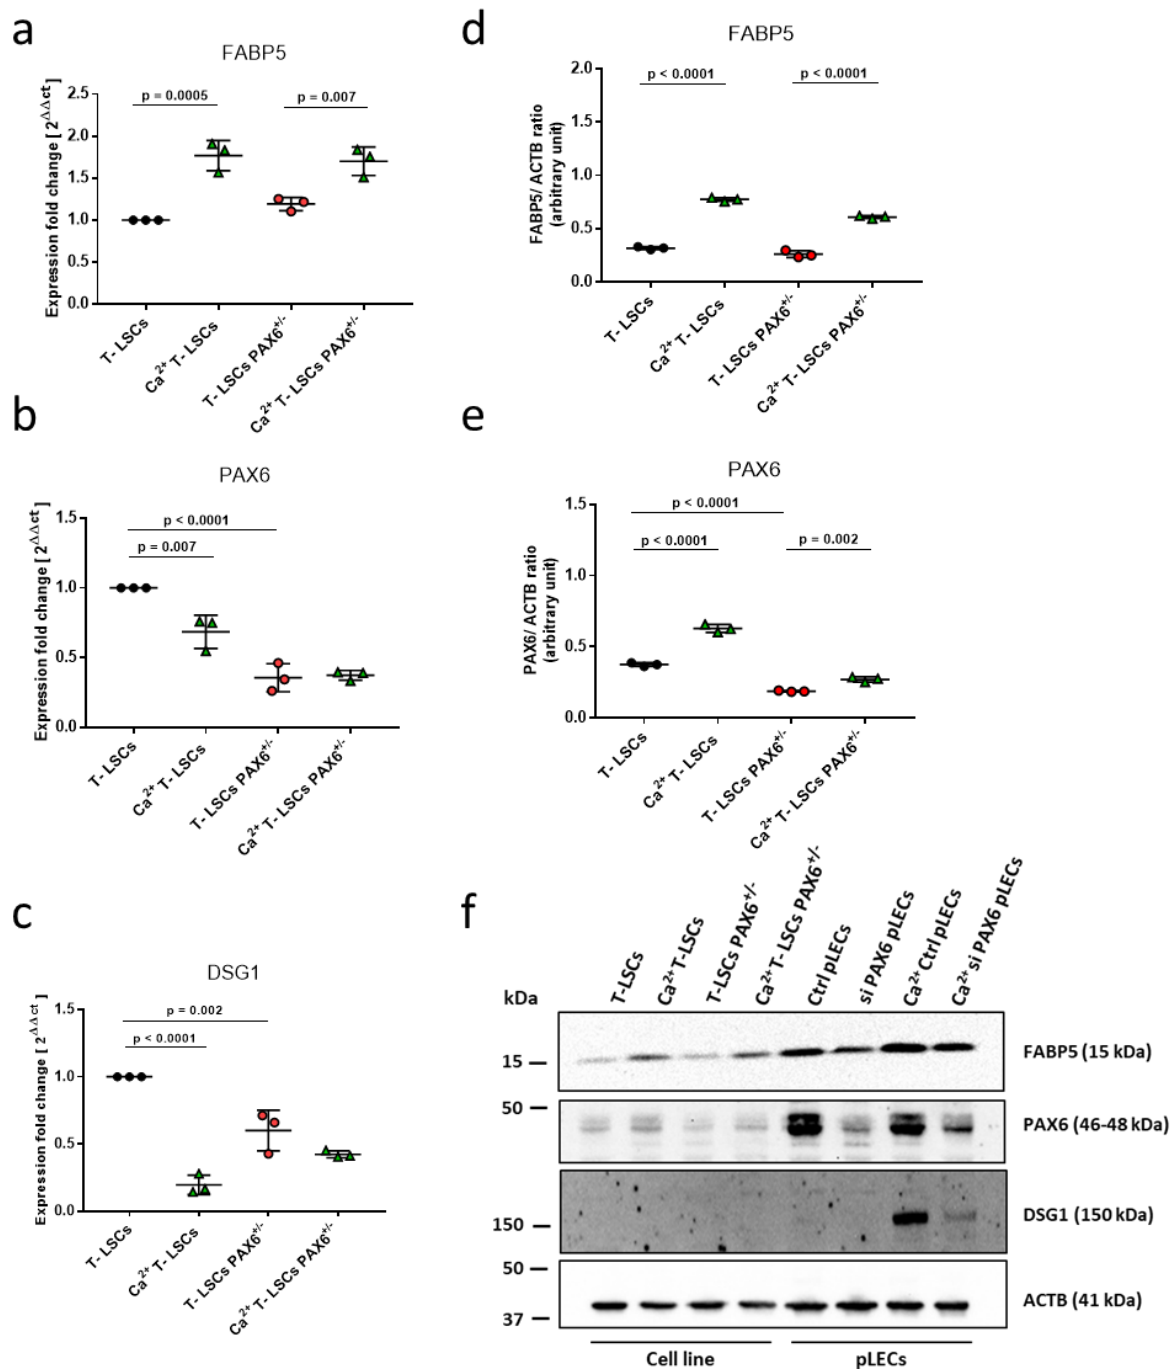 a
FABP5
Expression fold change [ 2^ΔΔct ]
2.5
2.0
1.5
1.0
0.5
0.0
p = 0.0005
p = 0.007
T- LSCs
Ca2+ T- LSCs
T- LSCs PAX6+/-
Ca2+ T- LSCs PAX6+/-
b
PAX6
Expression fold change [ 2^ΔΔct ]
1.5
1.0
0.5
0.0
p < 0.0001
p = 0.007
T- LSCs
Ca2+ T- LSCs
T- LSCs PAX6+/-
Ca2+ T- LSCs PAX6+/-
c
DSG1
Expression fold change [ 2^ΔΔct ]
1.5
1.0
0.5
0.0
p = 0.002
p < 0.0001
T- LSCs
Ca2+ T- LSCs
T- LSCs PAX6+/-
Ca2+ T- LSCs PAX6+/-
d
FABP5
FABP5/ ACTB ratio
(arbitrary unit)
2.0
1.5
1.0
0.5
0.0
p < 0.0001
p < 0.0001
T- LSCs
Ca2+ T- LSCs
T- LSCs PAX6+/-
Ca2+ T- LSCs PAX6+/-
e
PAX6
PAX6/ ACTB ratio
(arbitrary unit)
1.5
1.0
0.5
0.0
p < 0.0001
p < 0.0001
p = 0.002
T- LSCs
Ca2+ T- LSCs
T- LSCs PAX6+/-
Ca2+ T- LSCs PAX6+/-
f
kDa
T-LSCs
Ca2+ T-LSCs
T-LSCs PAX6+/-
Ca2+ T-LSCs PAX6+/-
Ctrl pLECs
si PAX6 pLECs
Ca2+ Ctrl pLECs
Ca2+ si PAX6 pLECs
15
FABP5 (15 kDa)
50
PAX6 (46-48 kDa)
150
DSG1 (150 kDa)
50
37
ACTB (41 kDa)
Cell line
pLECs